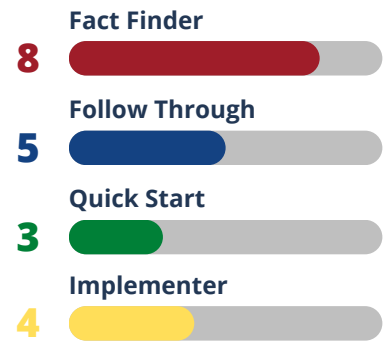 Fact Finder
8
Follow Through
5
Quick Start
3
Implementer
4